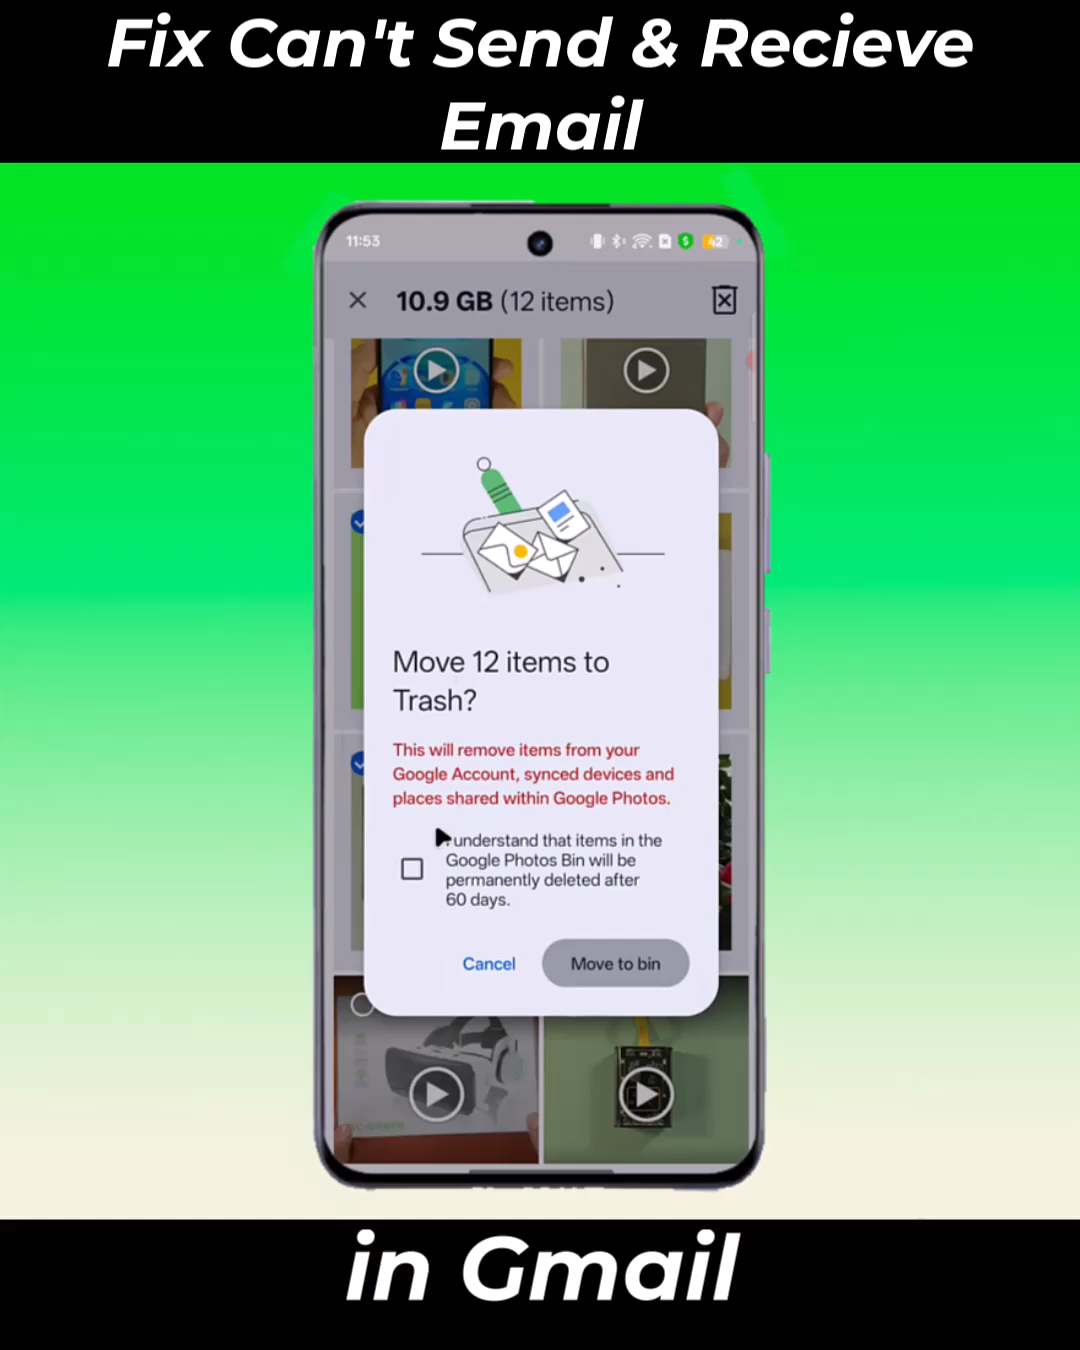 Fix Can't Send & Recieve
Email
11:53
42
10.9 GB (12 items)
Move 12 items to
Trash?
This will remove items from your
Google Account, synced devices and
places shared within Google Photos.
understand that items in the
Google Photos Bin will be
permanently deleted after
60 days.
Cancel
Move to bin
in Gmail